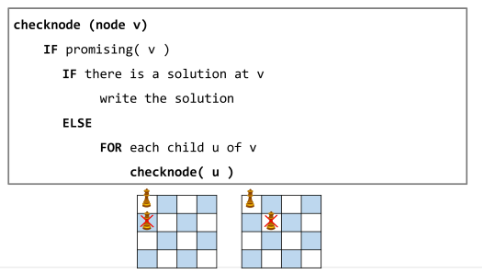 checknode (node v)
IF promising( v )
IF there is a solution at v
write the solution
ELSE
FOR each child u of v
checknode( u )